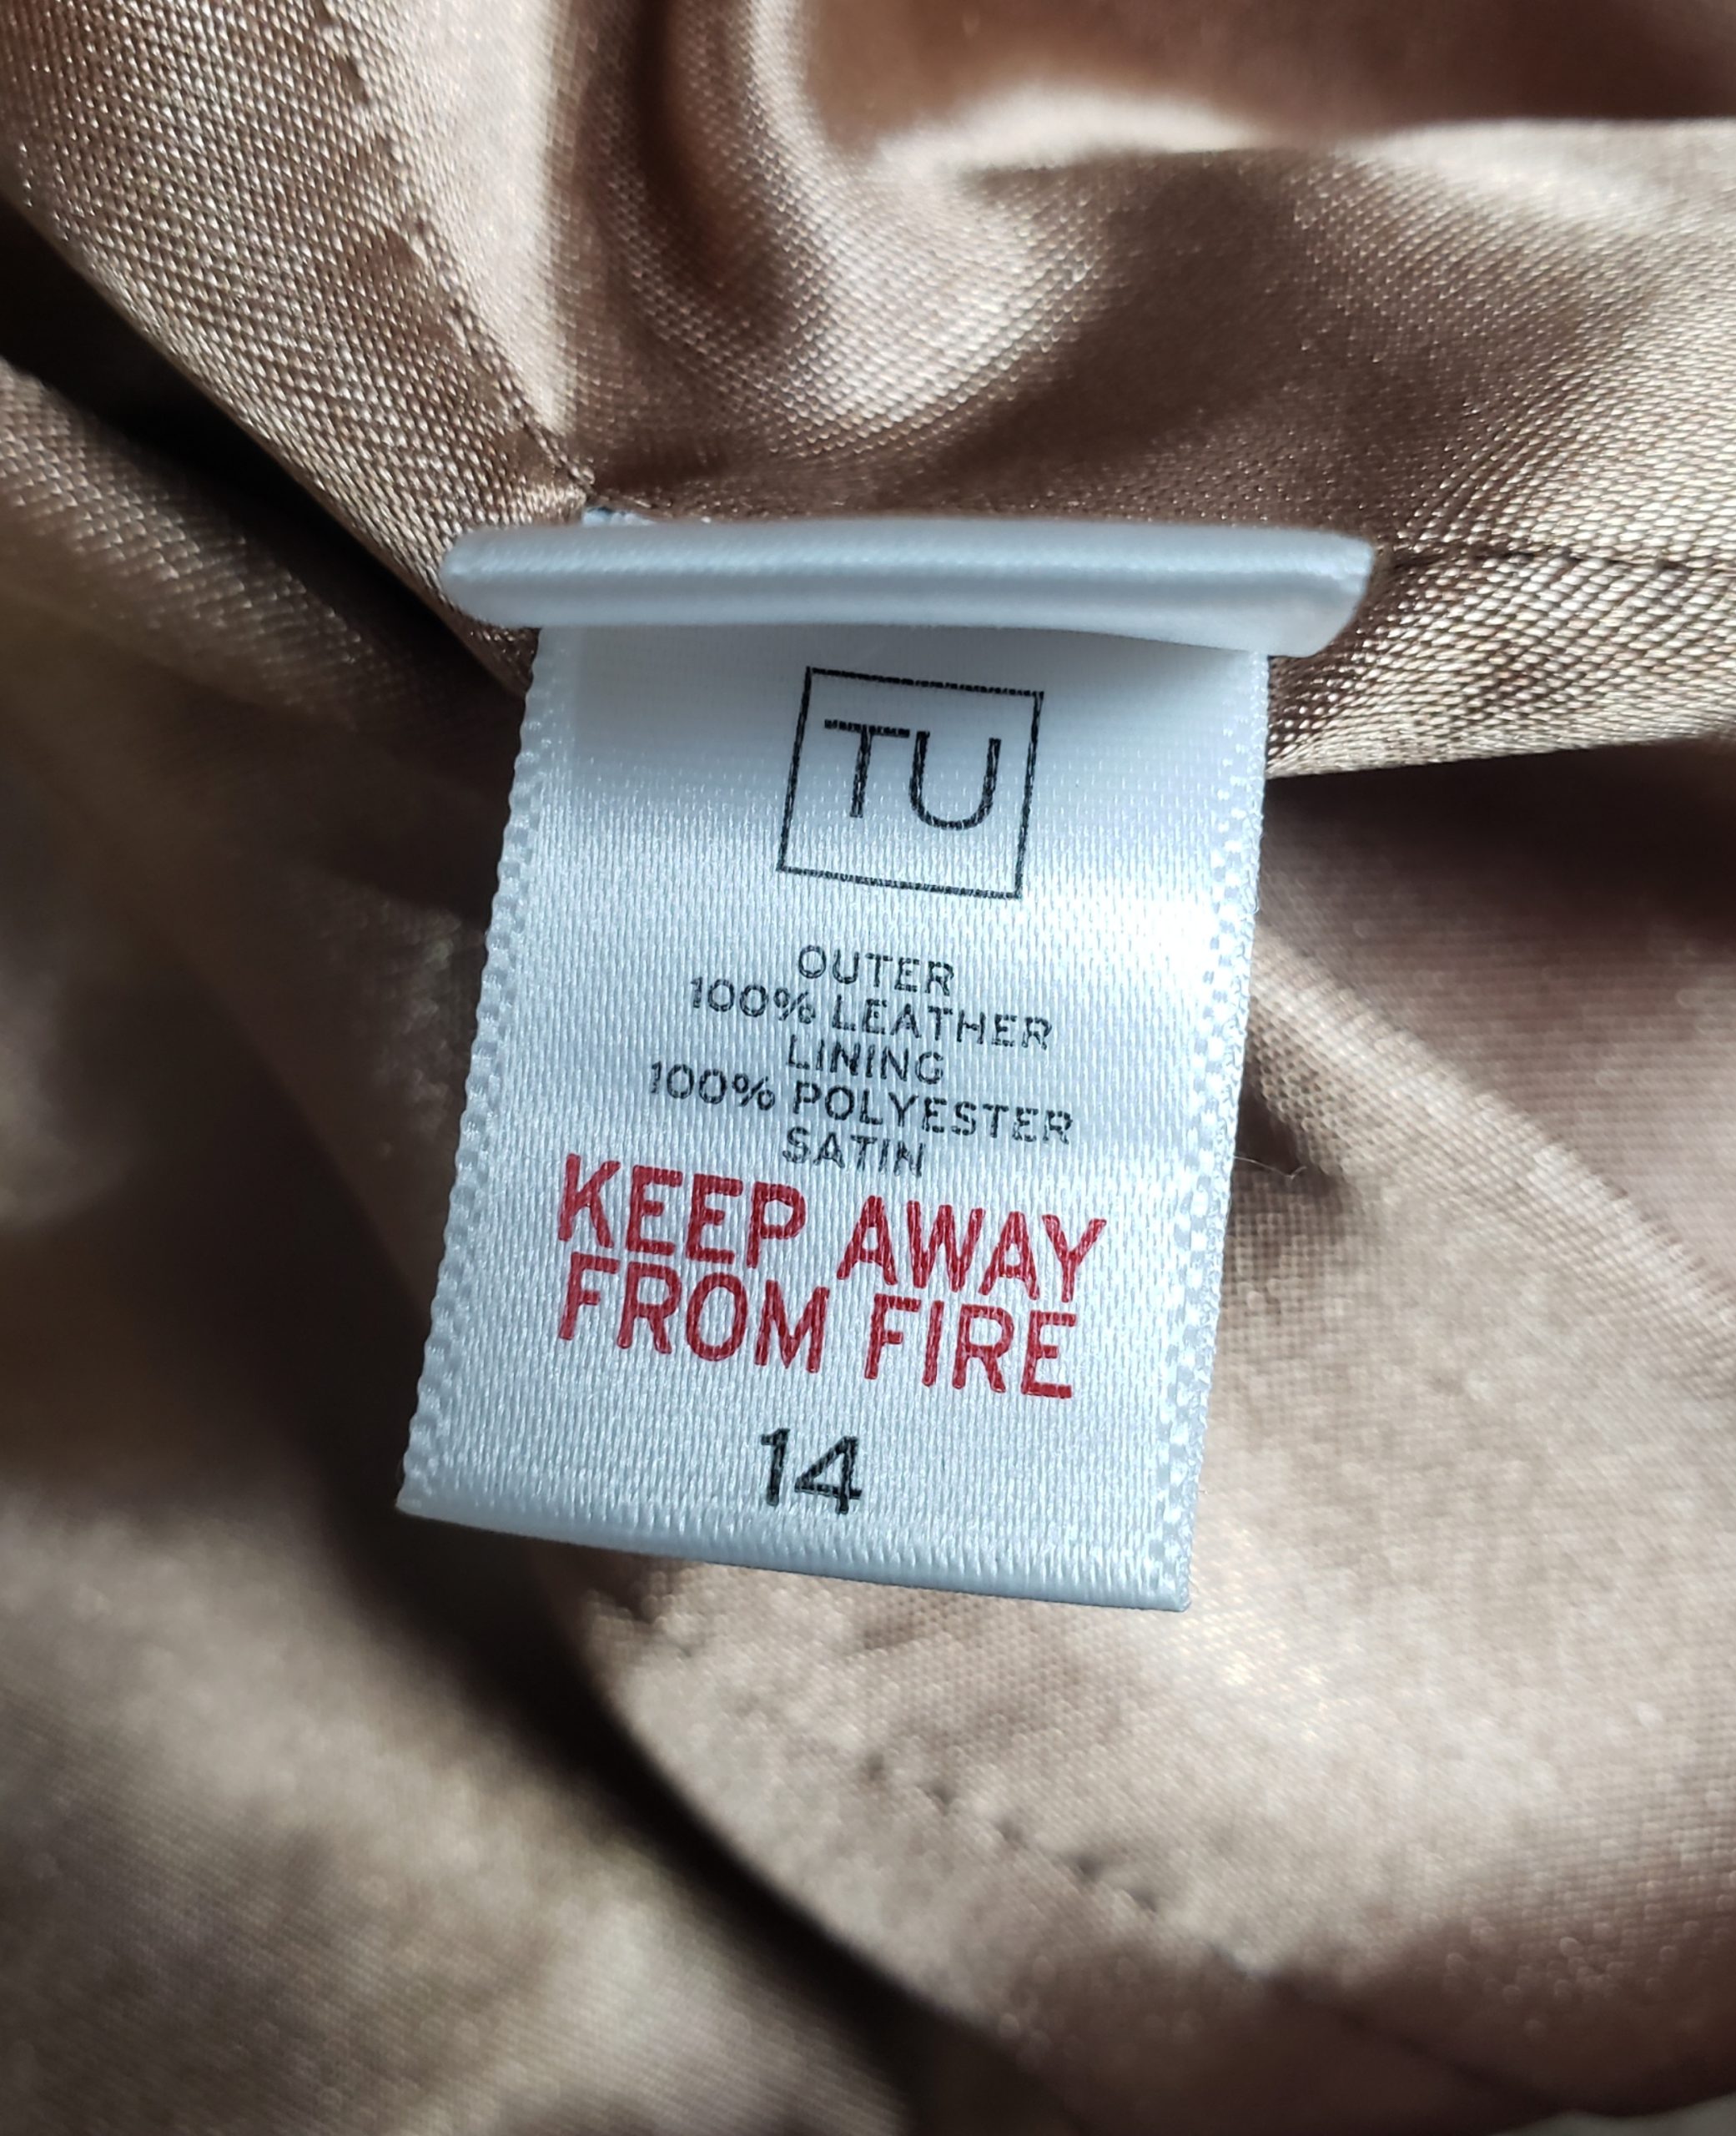 TU
OUTER
100% LEATHER
LINING
100% POLYESTER
SATIN
KEEP AWAY
FROM FIRE
14